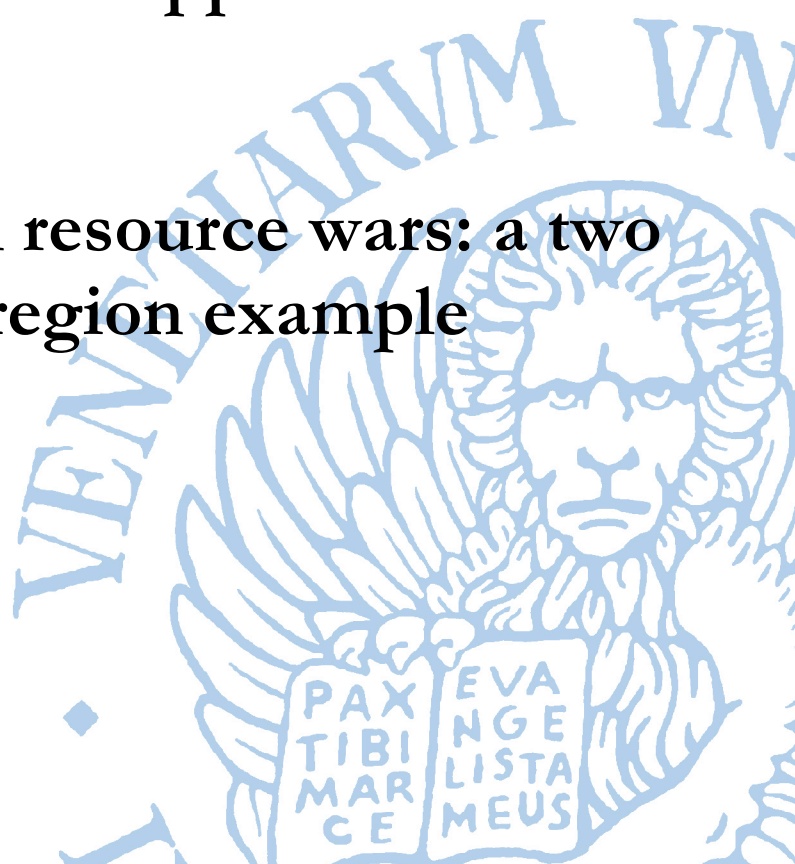 VENETIARVM VN
resource wars: a two
region example
PAX
TIBI
MAR
CE
EVA
NGE
LISTA
MEUS